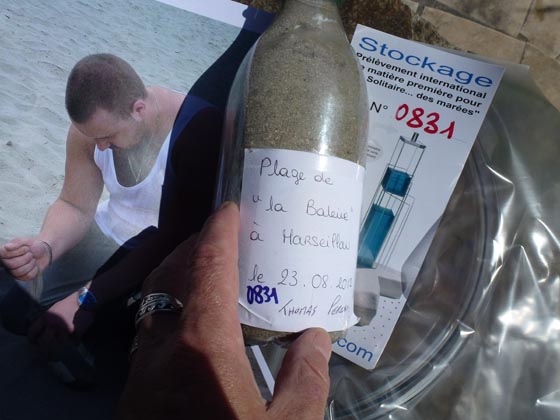 Stockage
prélèvement international
matière première pour
Solitaire... des marées"
N° 0831
Plage de
"la Baleine"
à Marseillan
le 23.08.2012
0831
Thomas
.com